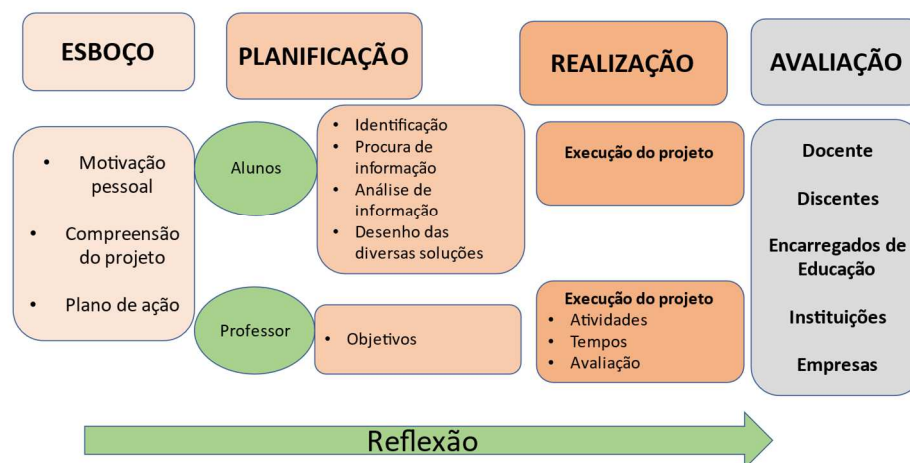 ESBOÇO
PLANIFICAÇÃO
REALIZAÇÃO
AVALIAÇÃO
• Motivação
pessoal
• Compreensão
do projeto
• Plano de ação
Alunos
• Identificação
• Procura de
informação
• Análise de
informação
• Desenho das
diversas soluções
Professor
• Objetivos
Execução do projeto
Execução do projeto
• Atividades
• Tempos
• Avaliação
Docente
Discentes
Encarregados de
Educação
Instituições
Empresas
Reflexão